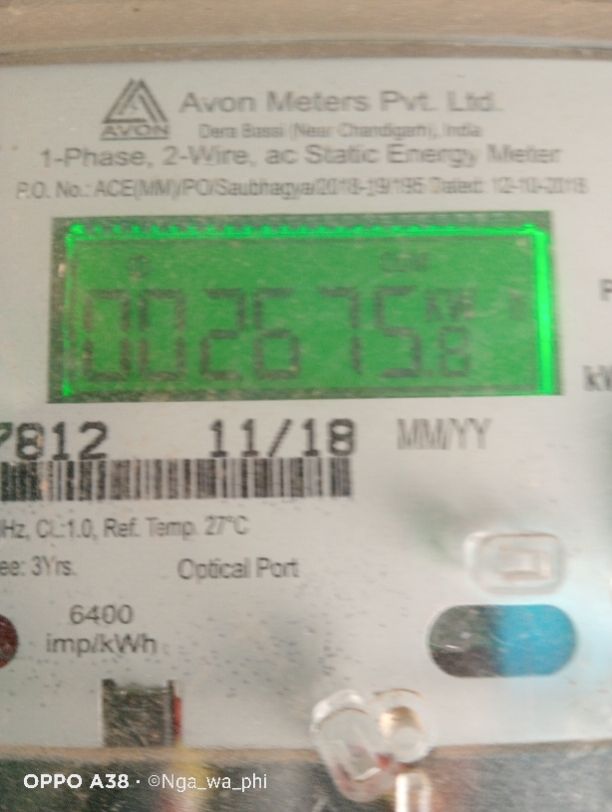 AVON
Avon Meters Pvt. Ltd.
Dera Bassi (Near Chandigarh), India
1-Phase, 2-Wire, ac Static Energy Meter
P.O. No.: ACE(MM)/PO/Saubhagya/2018-19/195 Dated: 12-10-2018
002675.8
7812 11/18 MM/YY
Hz, CL:1.0, Ref. Temp. 27°C
ee: 3Yrs. Optical Port
6400
imp/kWh
OPPO A38 · ©Nga_wa_phi